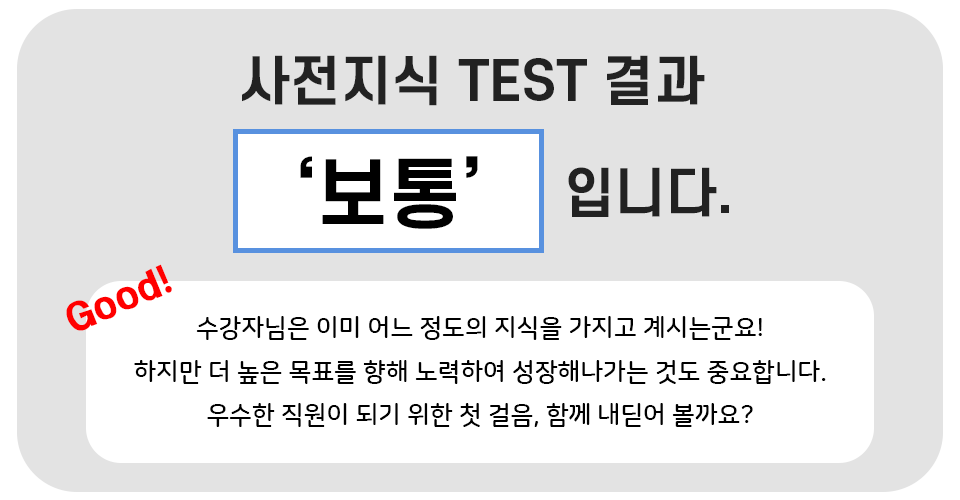 사전지식 TEST 결과
‘보통’ 입니다.
Good!
수강자님은 이미 어느 정도의 지식을 가지고 계시는군요!
하지만 더 높은 목표를 향해 노력하여 성장해나가는 것도 중요합니다.
우수한 직원이 되기 위한 첫 걸음, 함께 내딛어 볼까요?